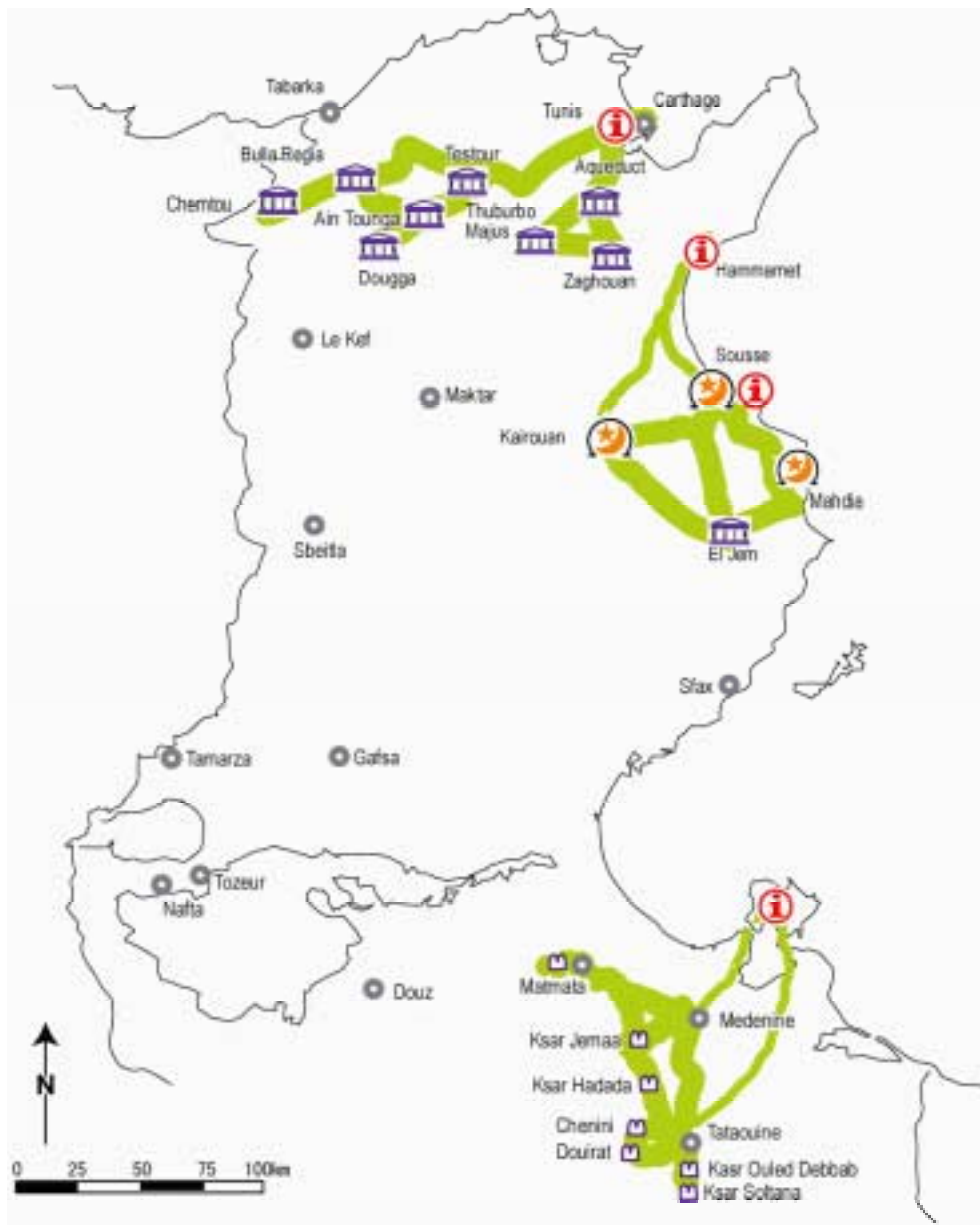 Tabarka
Tunis
Carthage
Bulla Regia
Testour
Aqueduct
Chemtou
Ain Tounga
Thuburbo
Majus
Dougga
Zaghouan
Hammamet
Le Kef
Sousse
Maktar
Kairouan
Mahdia
Sbeitla
El Jem
Sfax
Tamarza
Gafsa
Tozeur
Nafta
Matmata
Douz
Medenine
Ksar Jemaa
N
Ksar Hadada
Chenini
Tataouine
Douirat
0 25 50 75 100km
Kasr Ouled Debbab
Ksar Soltana